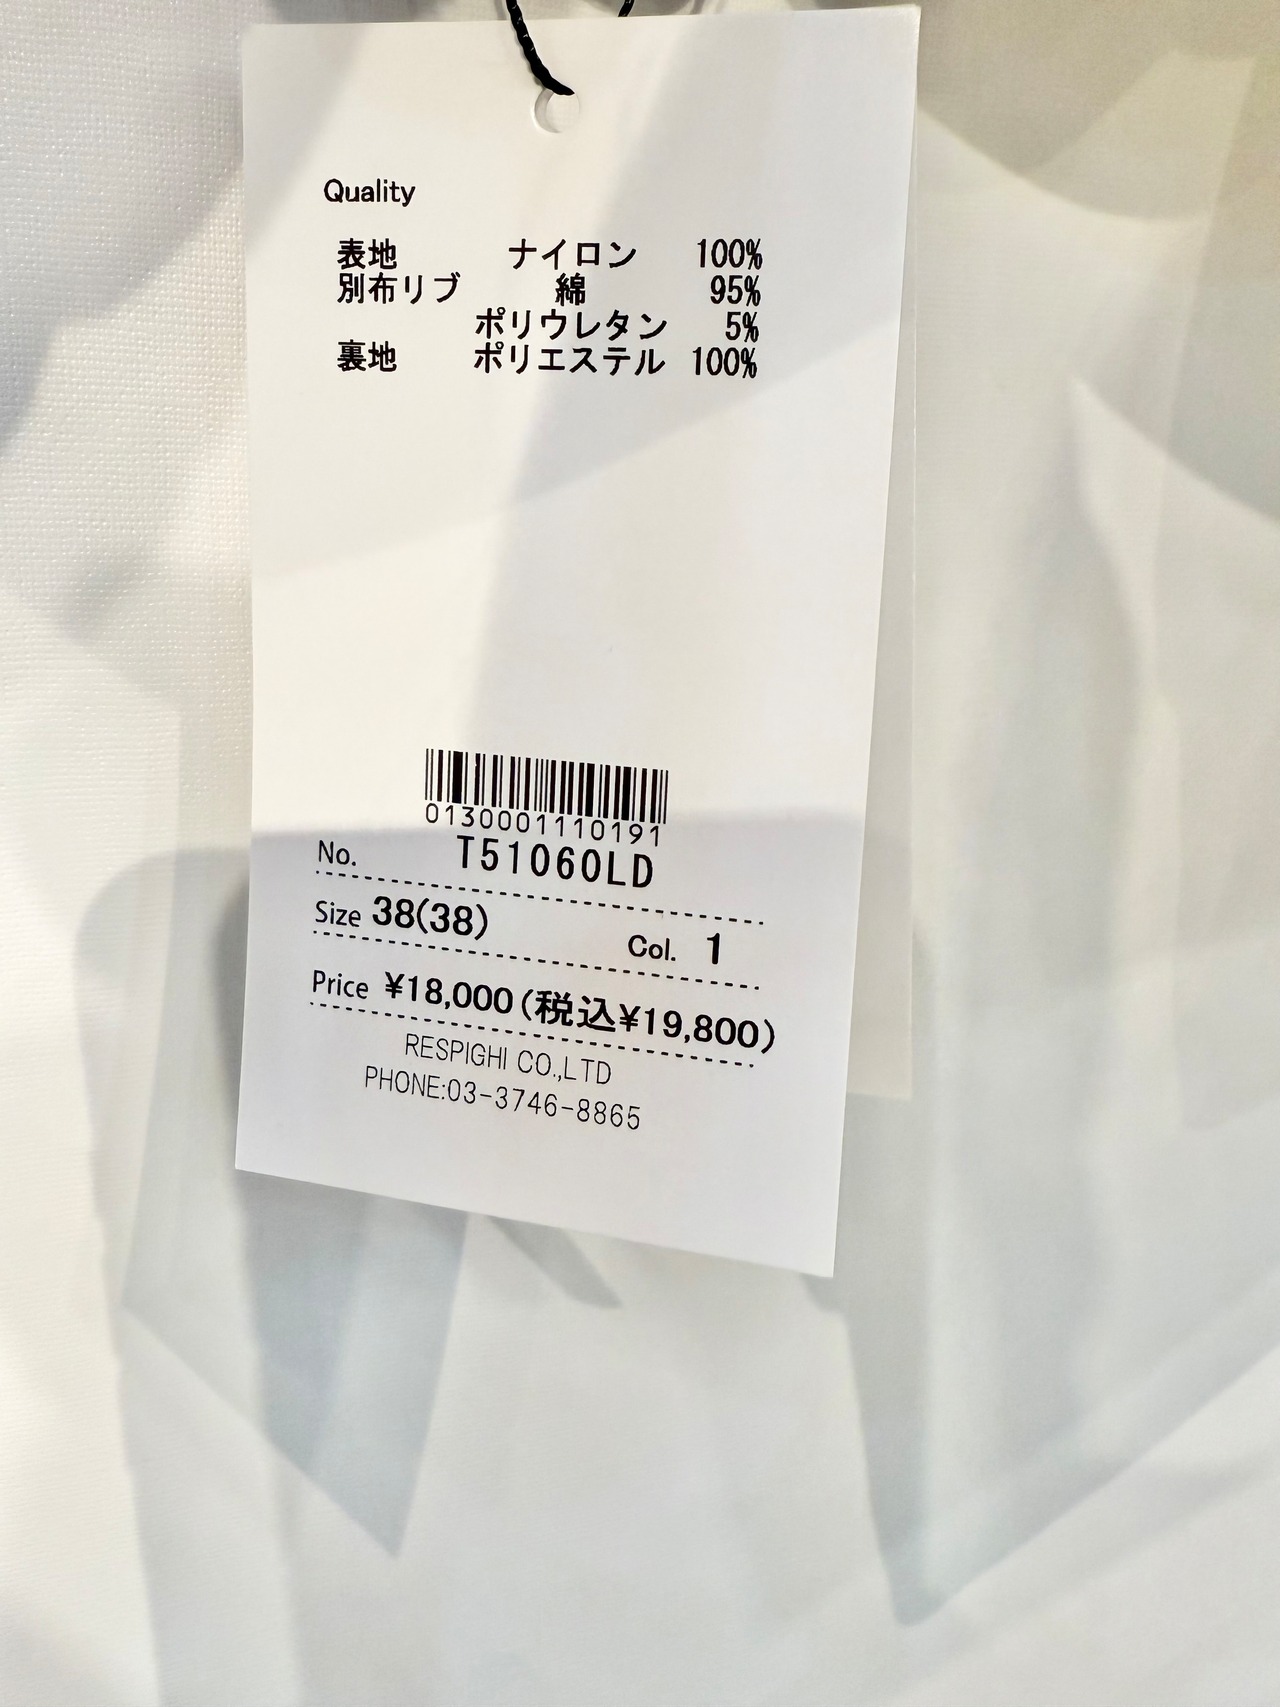 Quality
表地 ナイロン 100%
別布リブ 綿 95%
ポリウレタン 5%
裏地 ポリエステル 100%
0130001110191
No. T51060LD
Size 38(38) Col. 1
Price ¥18,000(税込¥19,800)
RESPIGHI CO.,LTD
PHONE:03-3746-8865